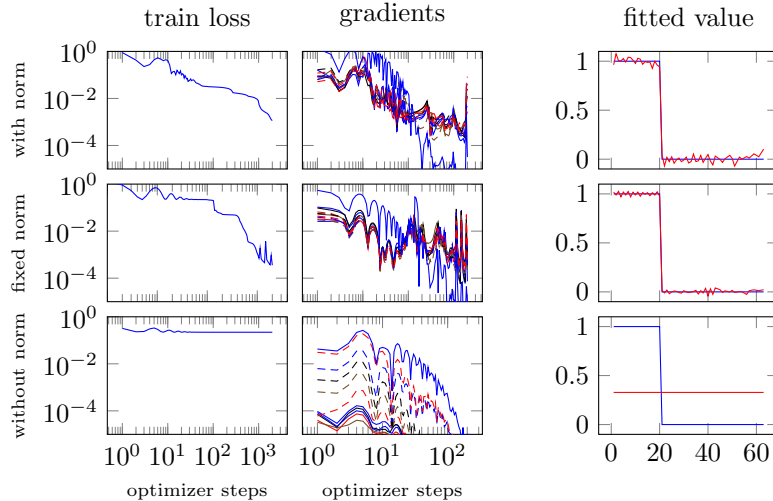 train loss
gradients
fitted value
with norm
10^0
10^-2
10^-4
1
0.5
0
fixed norm
10^0
10^-2
10^-4
1
0.5
0
without norm
10^0
10^-2
10^-4
1
0.5
0
10^0 10^1 10^2 10^3
10^1 10^2
0 20 40 60
optimizer steps
optimizer steps